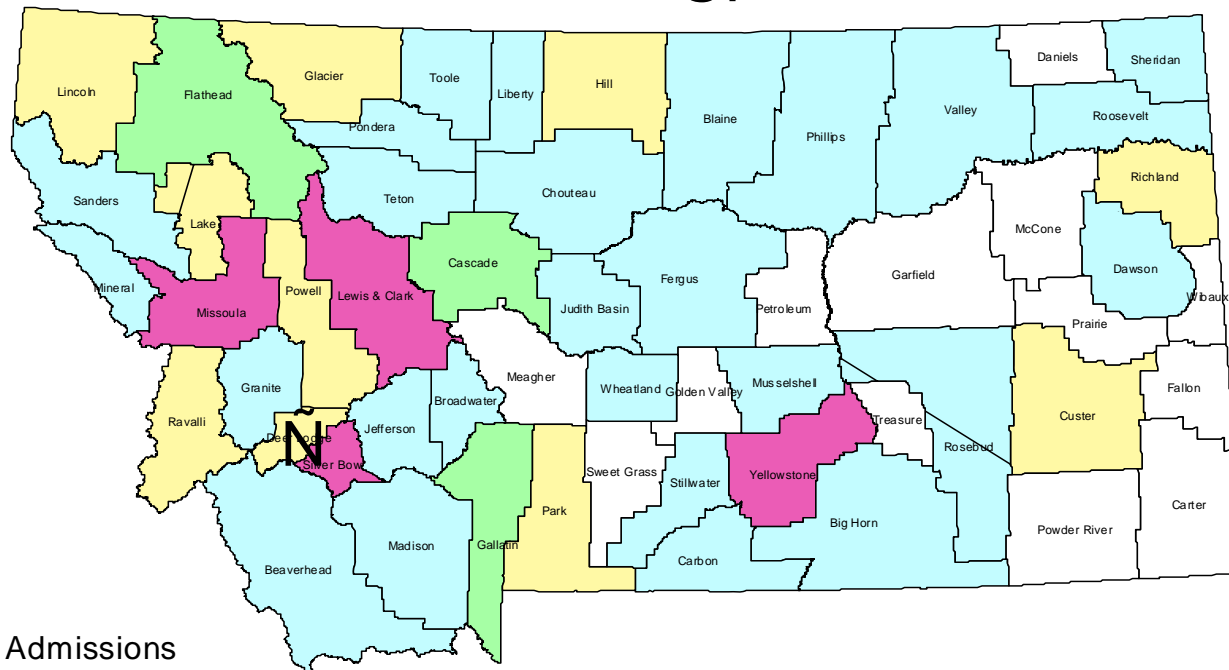 Daniels
Sheridan
Glacier
Toole
Hill
Lincoln
Flathead
Liberty
Blaine
Valley
Roosevelt
Pondera
Phillips
Richland
Chouteau
Sanders
Teton
Lake
McCone
Cascade
Dawson
Fergus
Garfield
Mineral
Powell
Lewis & Clark
Wibaux
Missoula
Judith Basin
Petroleum
Prairie
Meagher
Granite
Wheatland
Golden Valley
Musselshell
Fallon
Broadwater
Ravalli
Jefferson
Treasure
Custer
Deer Lodge
Ñ
Rosebud
Silver Bow
Sweet Grass
Stillwater
Yellowstone
Carter
Park
Big Horn
Powder River
Madison
Gallatin
Carbon
Beaverhead
Admissions